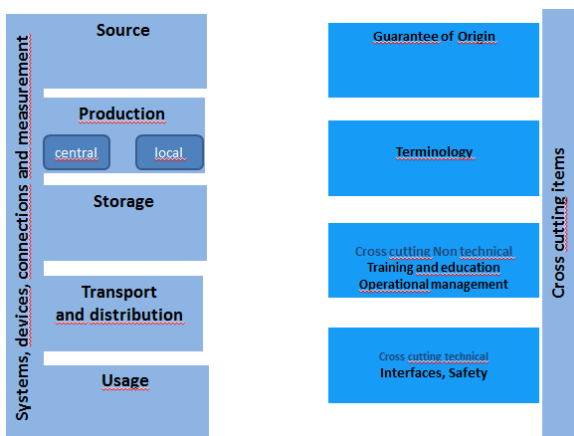 Systems, devices, connections and measurement
Source
Production
central
local
Storage
Transport
and distribution
Usage
Guarantee of Origin
Terminology
Cross cutting Non technical
Training and education
Operational management
Cross cutting technical
Interfaces, Safety
Cross cutting items